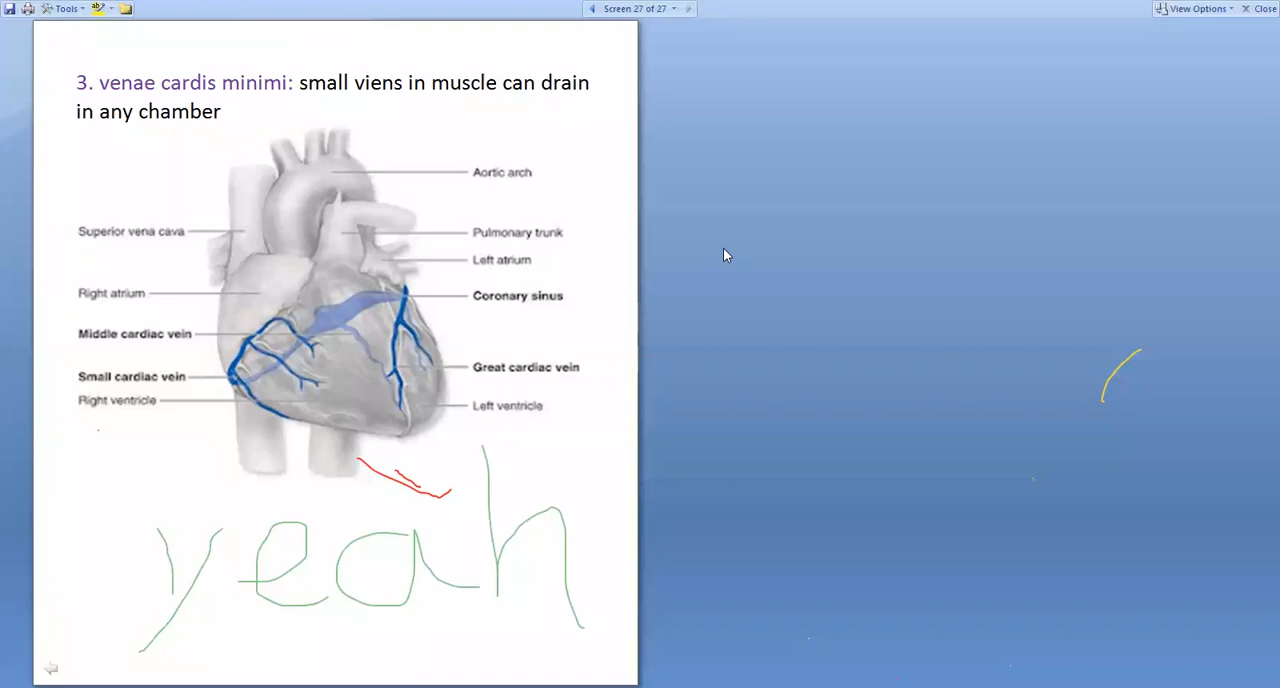 Tools
Screen 27 of 27
View Options
Close
3. venae cardis minimi: small viens in muscle can drain
in any chamber
Aortic arch
Superior vena cava
Pulmonary trunk
Left atrium
Right atrium
Coronary sinus
Middle cardiac vein
Great cardiac vein
Small cardiac vein
Right ventricle
Left ventricle
yeah